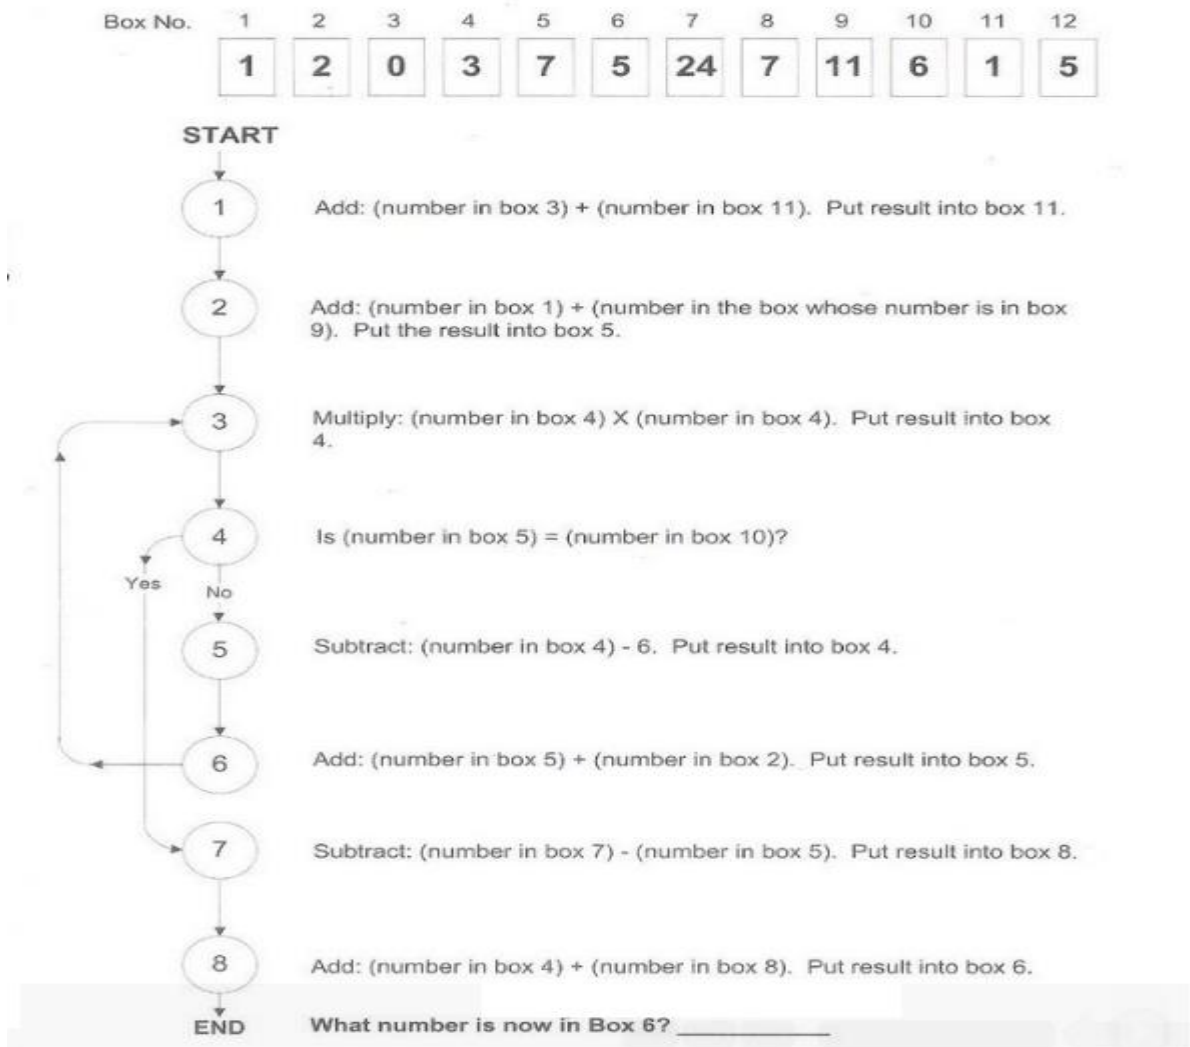 Box No. 1 2 3 4 5 6 7 8 9 10 11 12
1 2 0 3 7 5 24 7 11 6 1 5
START
1 Add: (number in box 3) + (number in box 11). Put result into box 11.
2 Add: (number in box 1) + (number in the box whose number is in box
9). Put the result into box 5.
3 Multiply: (number in box 4) X (number in box 4). Put result into box
4.
4 Is (number in box 5) = (number in box 10)?
Yes
No
5 Subtract: (number in box 4) - 6. Put result into box 4.
6 Add: (number in box 5) + (number in box 2). Put result into box 5.
7 Subtract: (number in box 7) - (number in box 5). Put result into box 8.
8 Add: (number in box 4) + (number in box 8). Put result into box 6.
END What number is now in Box 6? ___________